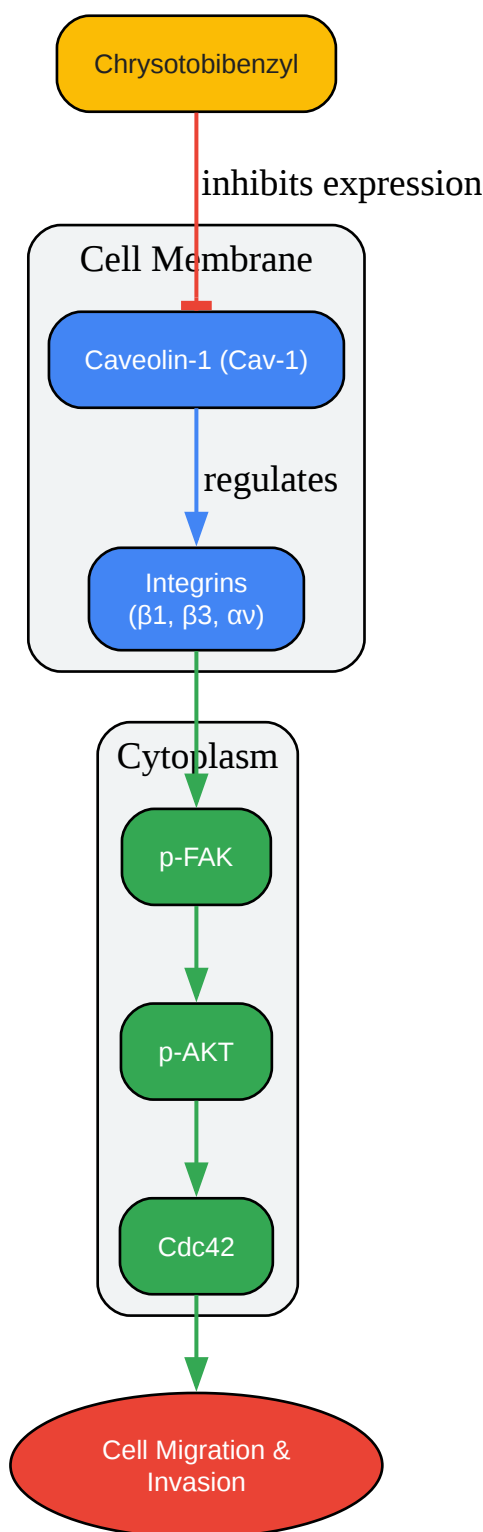 Chrysotobibenzyl
inhibits expression
Cell Membrane
Caveolin-1 (Cav-1)
regulates
Integrins
(β1, β3, αν)
Cytoplasm
p-FAK
p-AKT
Cdc42
Cell Migration &
Invasion